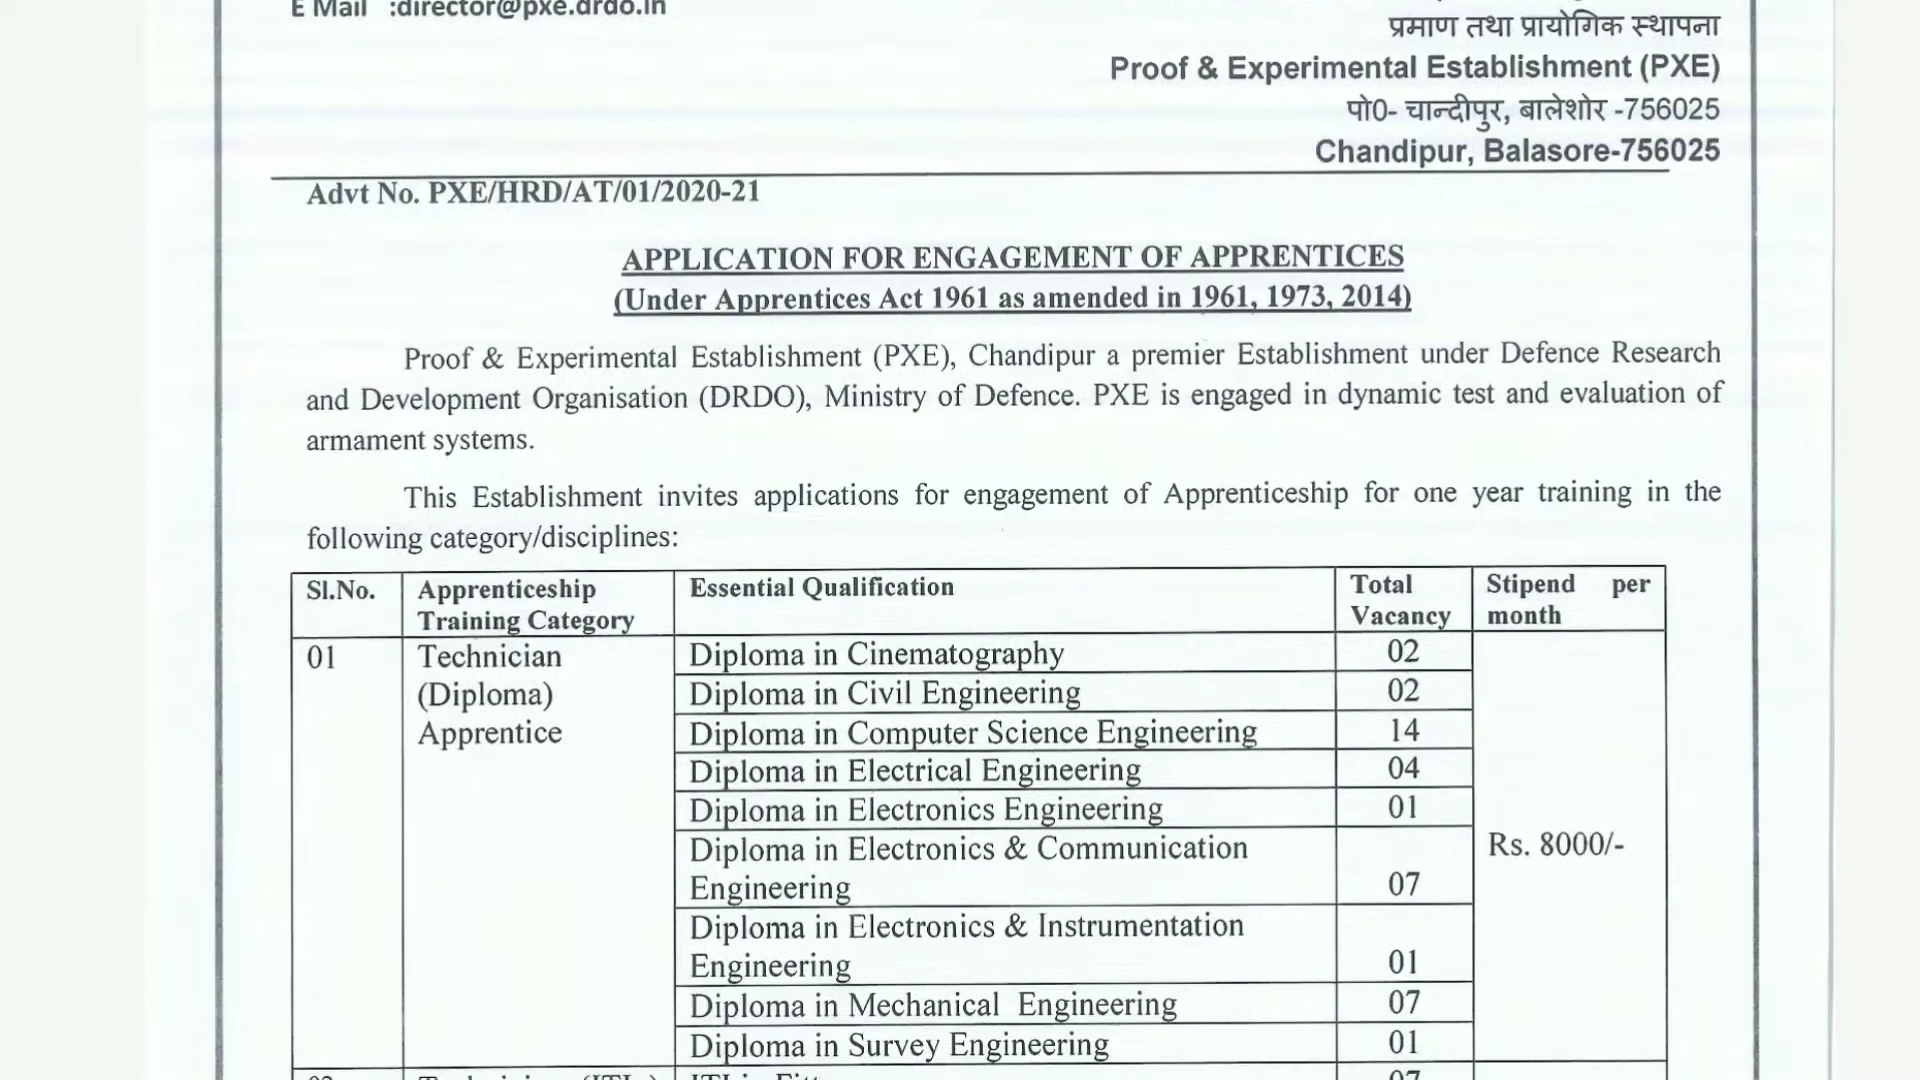 E Mail :director@pxe.drdo.in
प्रमाण तथा प्रायोगिक स्थापना
Proof & Experimental Establishment (PXE)
पो0- चान्दीपुर, बालेशोर -756025
Chandipur, Balasore-756025
Advt No. PXE/HRD/AT/01/2020-21
APPLICATION FOR ENGAGEMENT OF APPRENTICES
(Under Apprentices Act 1961 as amended in 1961, 1973, 2014)
Proof & Experimental Establishment (PXE), Chandipur a premier Establishment under Defence Research
and Development Organisation (DRDO), Ministry of Defence. PXE is engaged in dynamic test and evaluation of
armament systems.
This Establishment invites applications for engagement of Apprenticeship for one year training in the
following category/disciplines:
Sl.No. Apprenticeship Training Category Essential Qualification Total Vacancy Stipend per month
01 Technician (Diploma) Apprentice
Diploma in Cinematography 02
Diploma in Civil Engineering 02
Diploma in Computer Science Engineering 14
Diploma in Electrical Engineering 04
Diploma in Electronics Engineering 01
Diploma in Electronics & Communication
Engineering 07
Rs. 8000/-
Diploma in Electronics & Instrumentation
Engineering 01
Diploma in Mechanical Engineering 07
Diploma in Survey Engineering 01